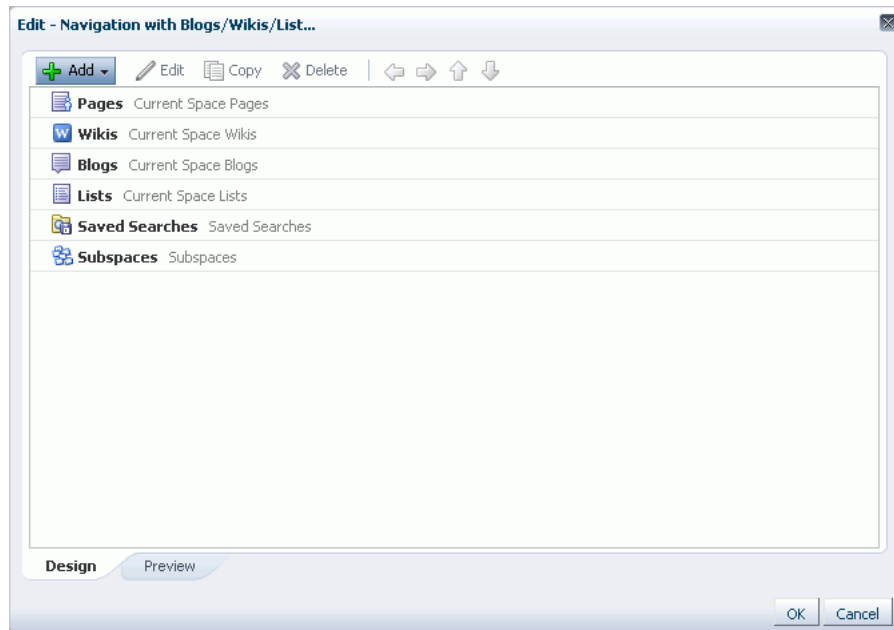 Edit - Navigation with Blogs/Wikis/List...
Add Edit Copy Delete
Pages Current Space Pages
W Wikis Current Space Wikis
Blogs Current Space Blogs
Lists Current Space Lists
Saved Searches Saved Searches
Subspaces Subspaces
Design Preview
OK Cancel